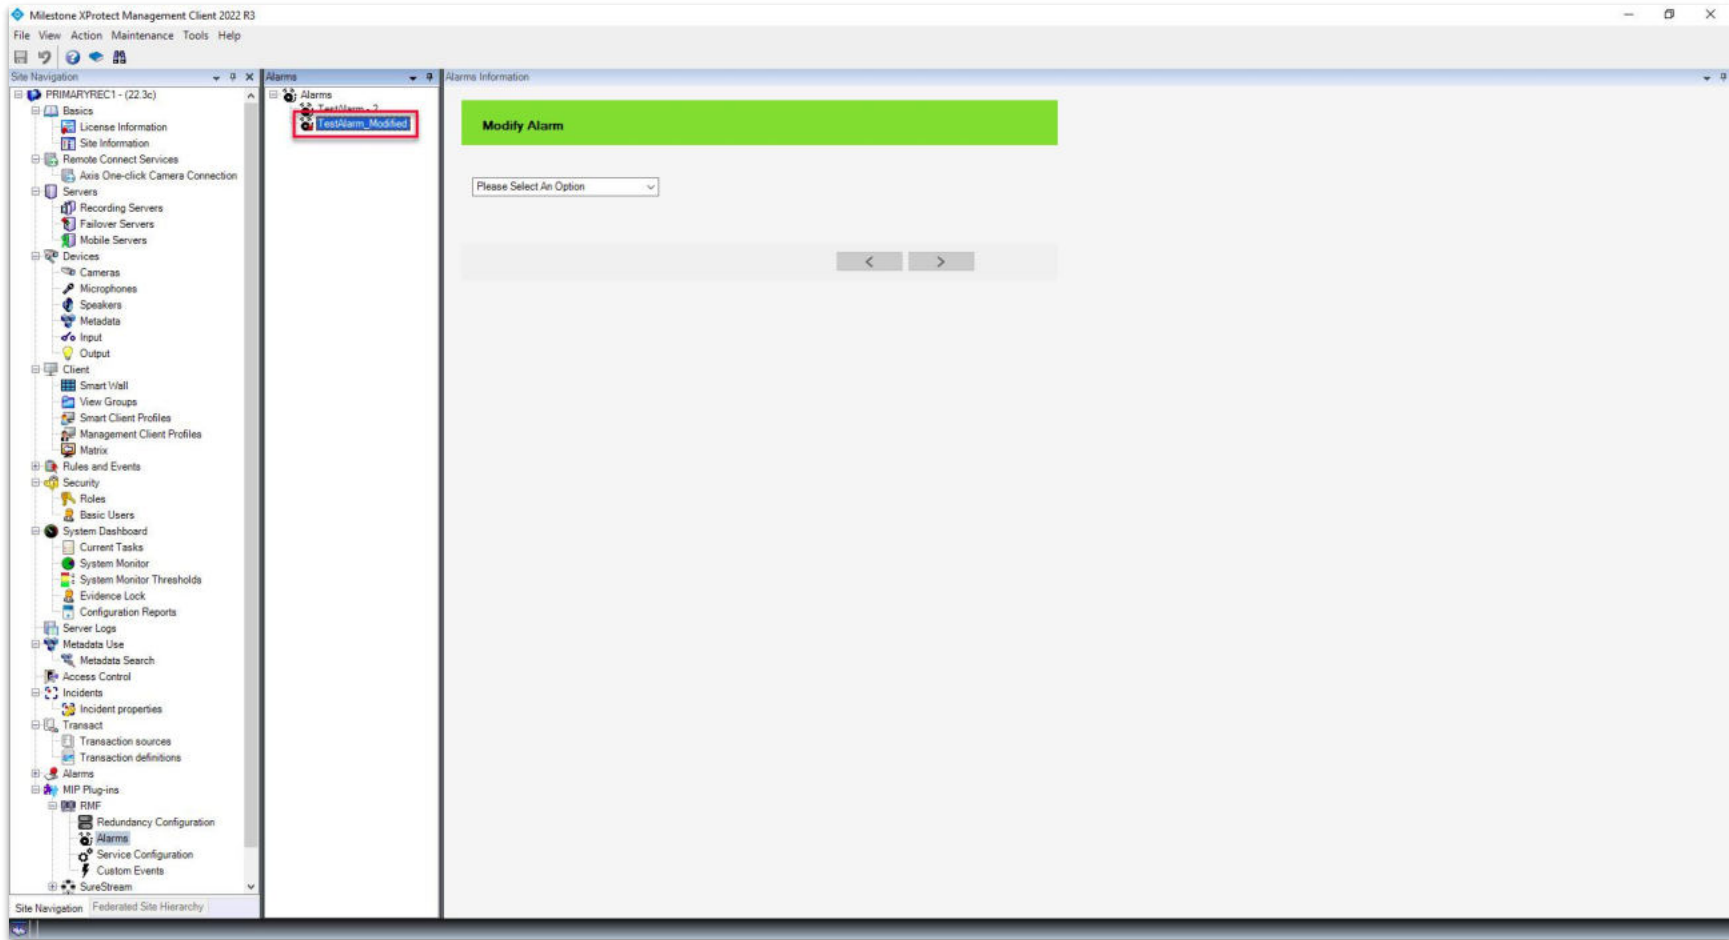 Milestone XProtect Management Client 2022 R3
File View Action Maintenance Tools Help
Site Navigation
PRIMARYREC1 - (22.3c)
Basics
License Information
Site Information
Remote Connect Services
Axis One-click Camera Connection
Servers
Recording Servers
Failover Servers
Mobile Servers
Devices
Cameras
Microphones
Speakers
Metadata
Input
Output
Client
Smart Wall
View Groups
Smart Client Profiles
Management Client Profiles
Matrix
Rules and Events
Security
Roles
Basic Users
System Dashboard
Current Tasks
System Monitor
System Monitor Thresholds
Evidence Lock
Configuration Reports
Server Logs
Metadata Use
Metadata Search
Access Control
Incidents
Incident properties
Transact
Transaction sources
Transaction definitions
Alarms
MIP Plug-ins
RMF
Redundancy Configuration
Alarms
Service Configuration
Custom Events
SureStream
Site Navigation Federated Site Hierarchy
Alarms
Alarms
TestAlarm - 2
TestAlarm_Modified
Alarms Information
Modify Alarm
Please Select An Option
< >